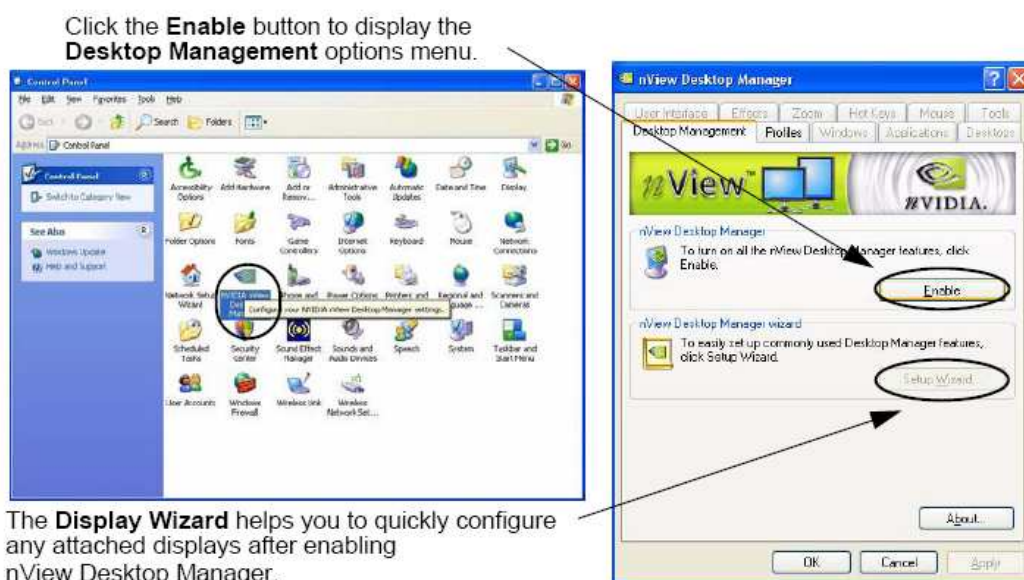 Click the Enable button to display the
Desktop Management options menu.
Control Panel
File Edit View Favorites Tools Help
Back Search Folders
Address Control Panel Go
Control Panel
Switch to Category View
See Also
Windows Update
Help and Support
Accessibility Options
Add Hardware
Add or Remov...
Administrative Tools
Automatic Updates
Date and Time
Display
Folder Options
Fonts
Game Controllers
Internet Options
Keyboard
Mouse
Network Connections
Network Setup Wizard
NVIDIA nView
Phone and
Power Options
Printers and
Regional and
Scanners and Cameras
Configure your NVIDIA nView Desktop Manager settings.
Scheduled Tasks
Security Center
Sound Effect Manager
Sounds and Audio Devices
Speech
System
Taskbar and Start Menu
User Accounts
Windows Firewall
Wireless Link
Wireless Network Set...
nView Desktop Manager
User Interface Effects Zoom Hot Keys Mouse Tools
Desktop Management Profiles Windows Applications Desktops
nView™
NVIDIA.
nView Desktop Manager
To turn on all the nView Desktop Manager features, click
Enable.
Enable
nView Desktop Manager wizard
To easily set up commonly used Desktop Manager features,
click Setup Wizard.
Setup Wizard...
About...
OK Cancel Apply
The Display Wizard helps you to quickly configure
any attached displays after enabling
nView Desktop Manager.